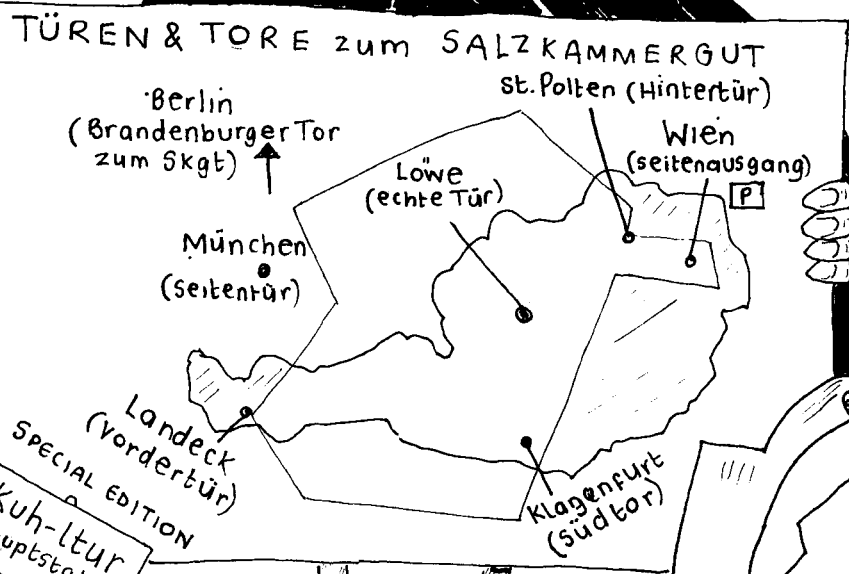 TÜREN & TORE zum SALZKAMMERGUT
St. Polten (Hintertür)
Berlin
(Brandenburger Tor
zum Skgt)
Wien
(seitenausgang)
P
Löwe
(echte Tür)
München
(Seitentür)
Landeck
(Vordertür)
Klagenfurt
(südtor)
SPECIAL EDITION
Kuh-ltur